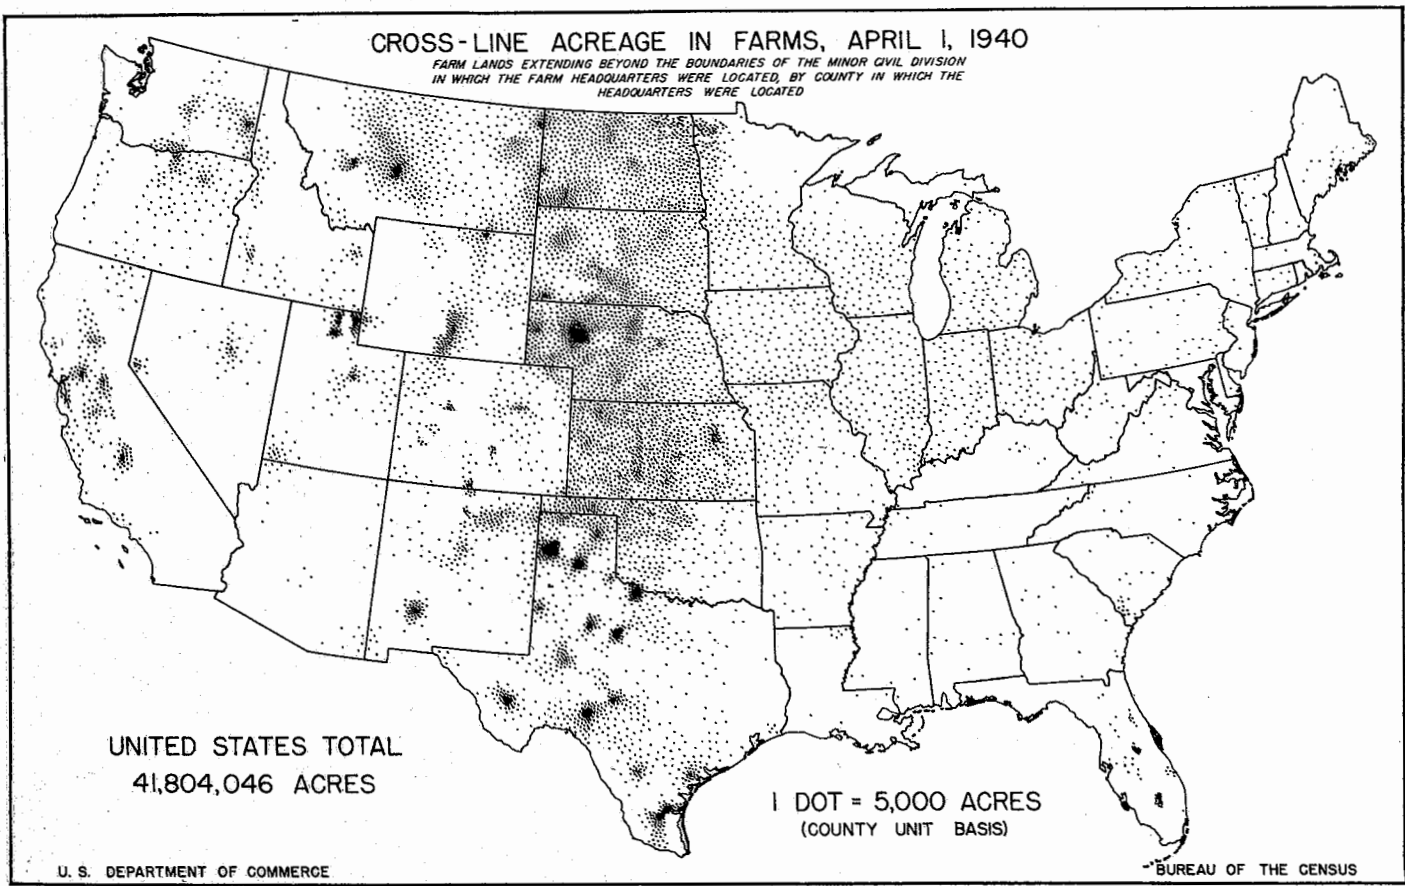 CROSS-LINE ACREAGE IN FARMS, APRIL 1, 1940
FARM LANDS EXTENDING BEYOND THE BOUNDARIES OF THE MINOR CIVIL DIVISION
IN WHICH THE FARM HEADQUARTERS WERE LOCATED, BY COUNTY IN WHICH THE
HEADQUARTERS WERE LOCATED
UNITED STATES TOTAL
41,804,046 ACRES
1 DOT = 5,000 ACRES
(COUNTY UNIT BASIS)
U. S. DEPARTMENT OF COMMERCE
BUREAU OF THE CENSUS